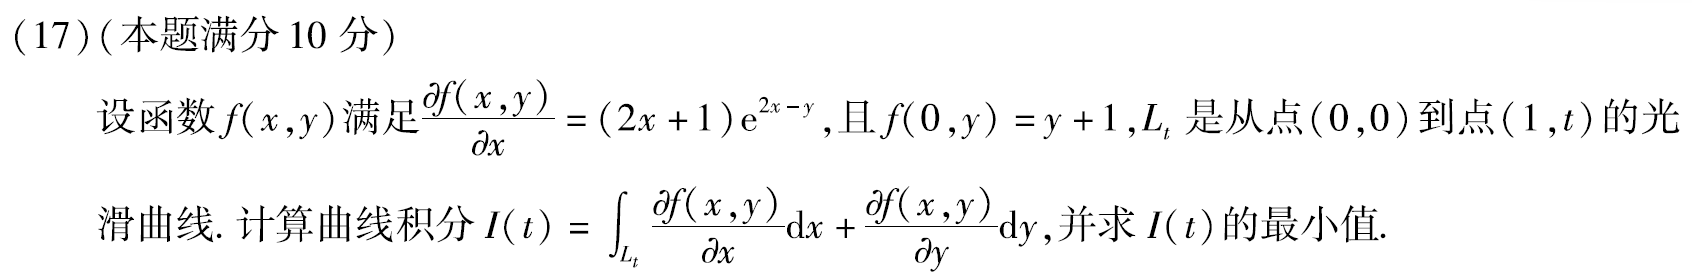 (17)(本题满分 10 分)
设函数 f(x,y)满足∂f(x,y)/∂x = (2x+1)e^{2x-y},且 f(0,y) = y+1,L_t 是从点(0,0)到点(1,t)的光
滑曲线. 计算曲线积分 I(t) = ∫_{L_t} ∂f(x,y)/∂x dx + ∂f(x,y)/∂y dy,并求 I(t)的最小值.